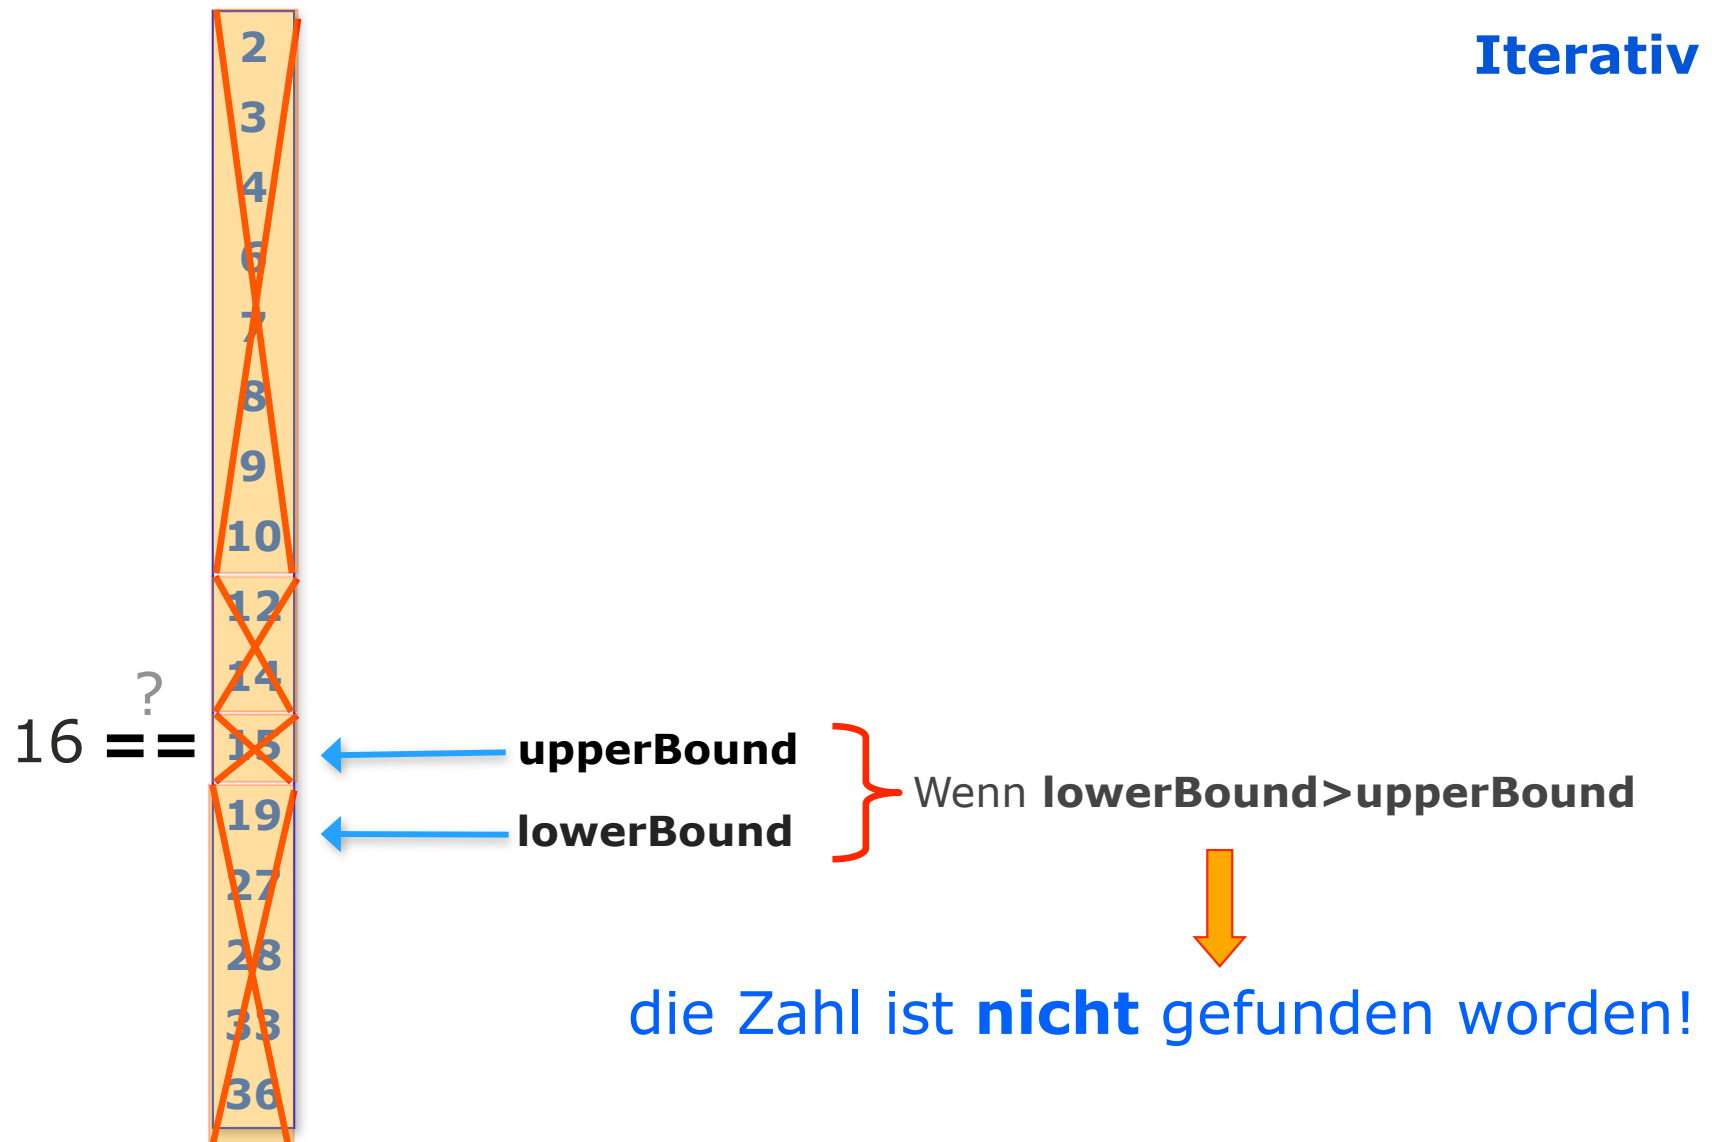 Iterativ
2
3
4
6
7
8
9
10
12
14
?
16 == 15
upperBound
19
lowerBound
Wenn lowerBound>upperBound
27
28
33
36
die Zahl ist nicht gefunden worden!